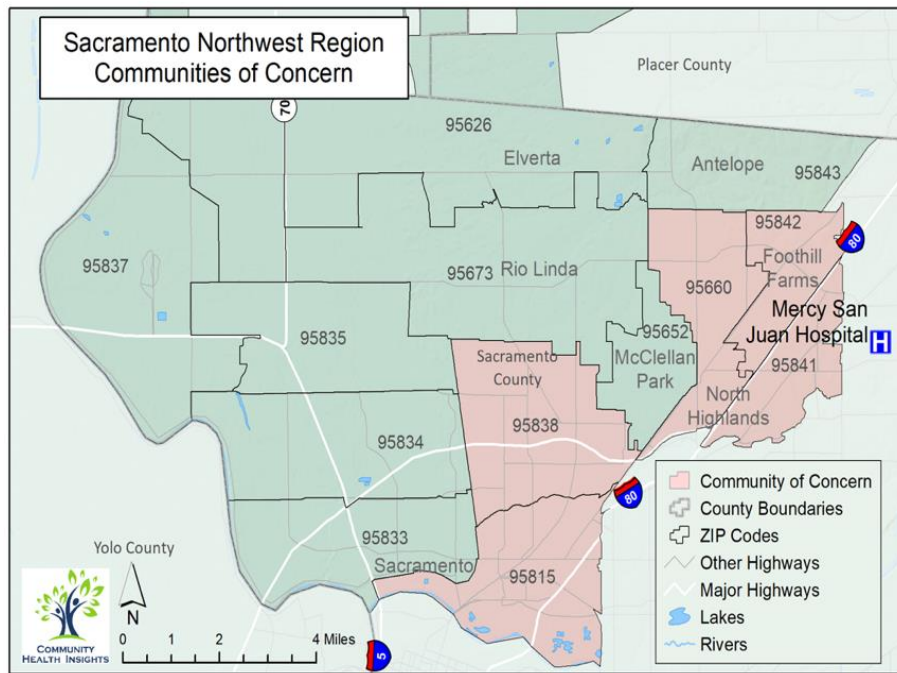 Sacramento Northwest Region
Communities of Concern
Placer County
70
95626
Elverta
Antelope
95843
95842
80
Foothill
Farms
95837
95673
Rio Linda
95660
Mercy San
Juan Hospital
H
95835
95652
McClellan
Park
95841
Sacramento
County
North
Highlands
95838
95834
80
95833
Sacramento
95815
Yolo County
N
0 1 2 4 Miles
5
COMMUNITY
HEALTH INSIGHTS
Community of Concern
County Boundaries
ZIP Codes
Other Highways
Major Highways
Lakes
Rivers